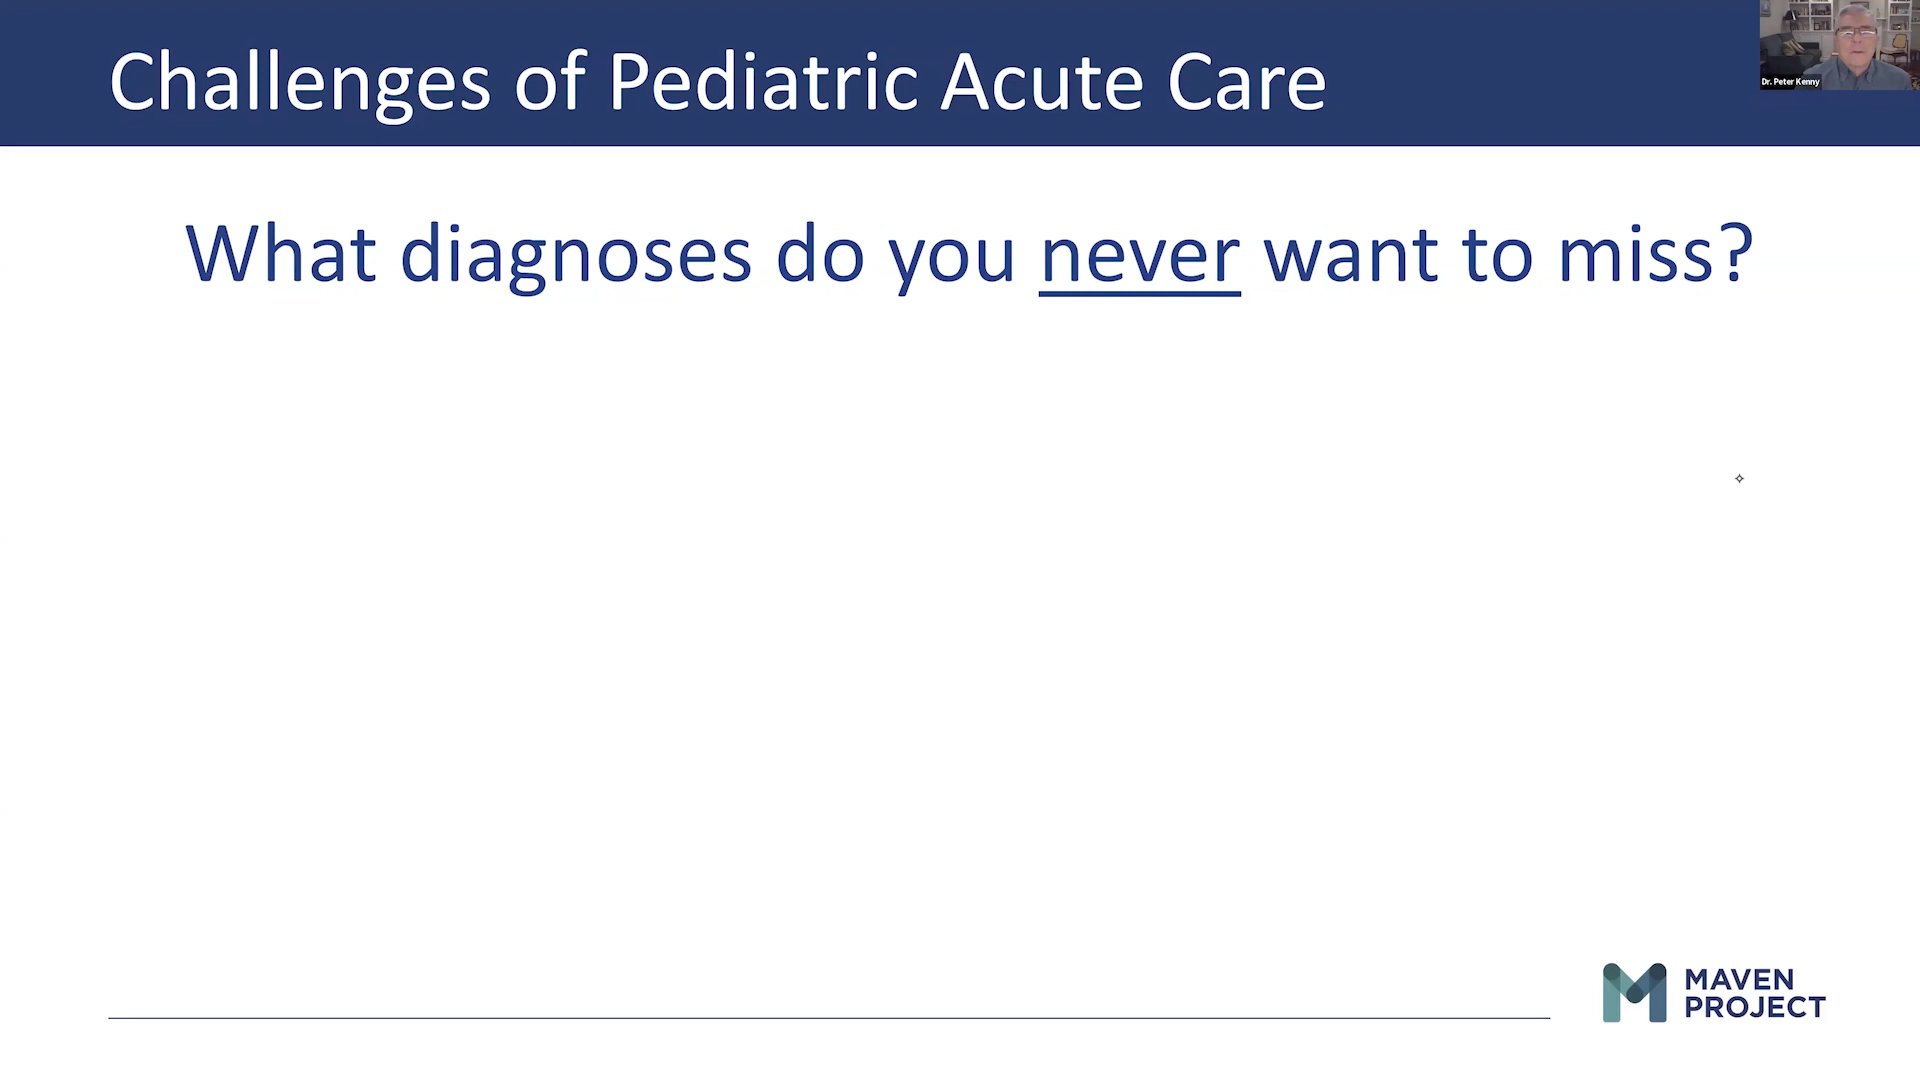 Challenges of Pediatric Acute Care
Dr. Peter Kenny
What diagnoses do you never want to miss?
MAVEN
PROJECT